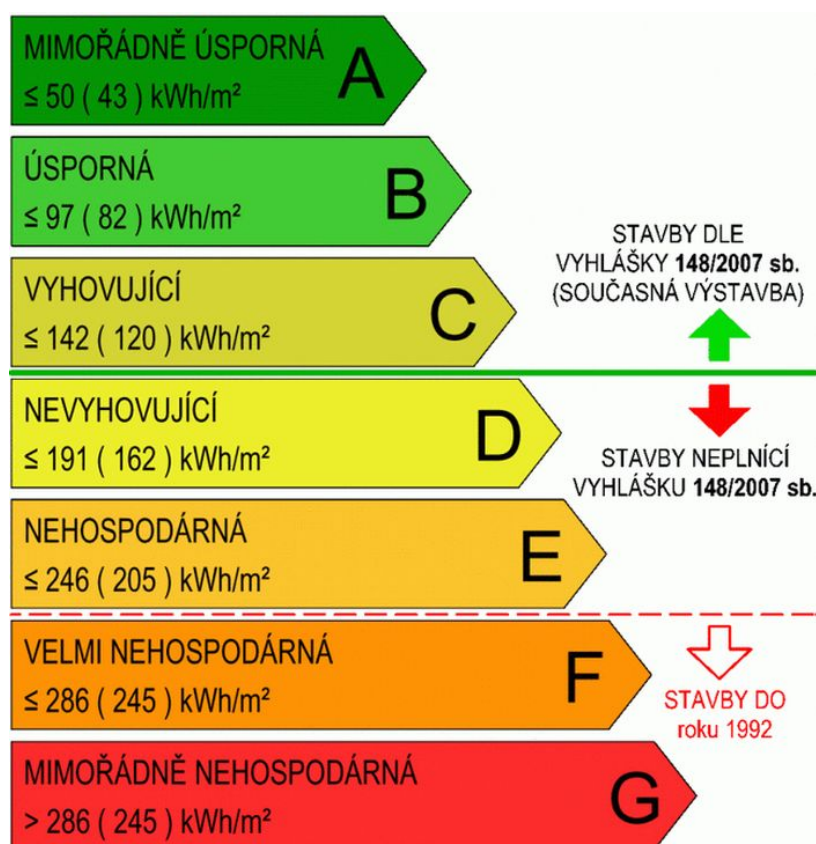 MIMOŘÁDNĚ ÚSPORNÁ
≤ 50 ( 43 ) kWh/m²
A
ÚSPORNÁ
≤ 97 ( 82 ) kWh/m²
B
VYHOVUJÍCÍ
≤ 142 ( 120 ) kWh/m²
C
STAVBY DLE
VYHLÁŠKY 148/2007 sb.
(SOUČASNÁ VÝSTAVBA)
NEVYHOVUJÍCÍ
≤ 191 ( 162 ) kWh/m²
D
STAVBY NEPLNÍCÍ
VYHLÁŠKU 148/2007 sb.
NEHOSPODÁRNÁ
≤ 246 ( 205 ) kWh/m²
E
VELMI NEHOSPODÁRNÁ
≤ 286 ( 245 ) kWh/m²
F
STAVBY DO
roku 1992
MIMOŘÁDNĚ NEHOSPODÁRNÁ
> 286 ( 245 ) kWh/m²
G